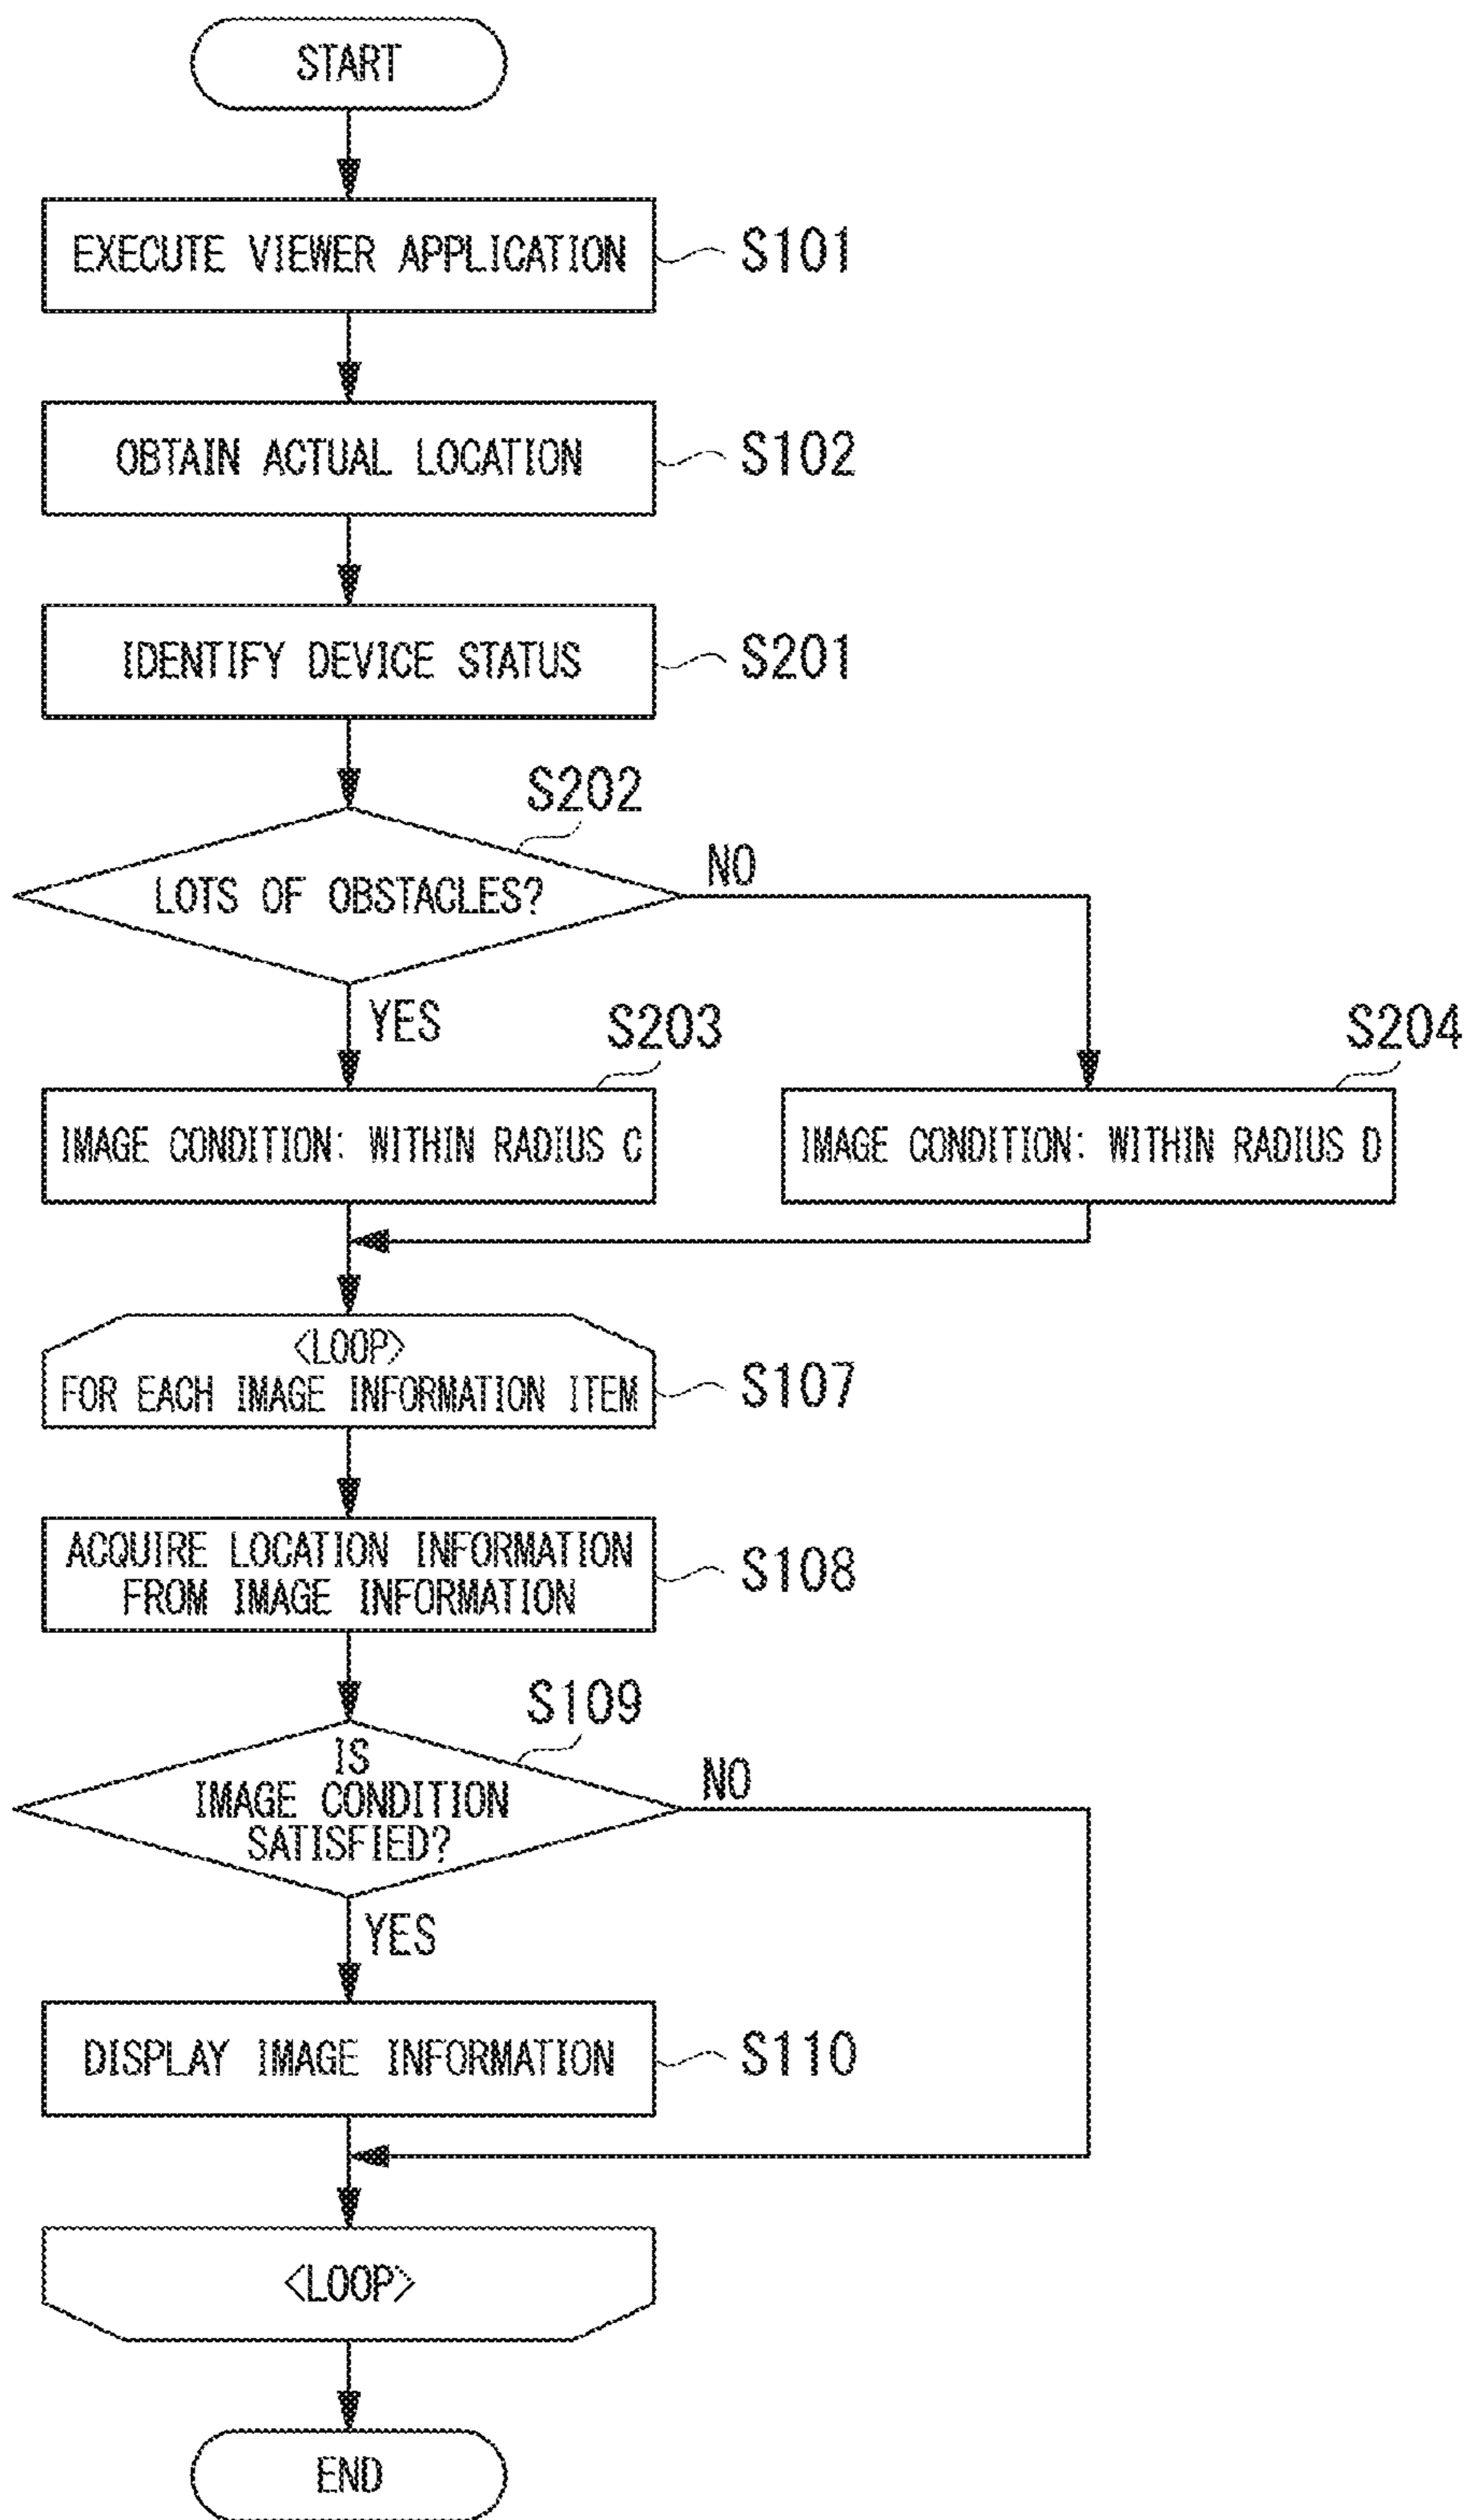 START
EXECUTE VIEWER APPLICATION
S101
OBTAIN ACTUAL LOCATION
S102
IDENTIFY DEVICE STATUS
S201
S202
LOTS OF OBSTACLES?
NO
YES
S203
S204
IMAGE CONDITION: WITHIN RADIUS C
IMAGE CONDITION: WITHIN RADIUS D
<LOOP>
FOR EACH IMAGE INFORMATION ITEM
S107
ACQUIRE LOCATION INFORMATION
FROM IMAGE INFORMATION
S108
S109
IS
IMAGE CONDITION
SATISFIED?
NO
YES
DISPLAY IMAGE INFORMATION
S110
<LOOP>
END